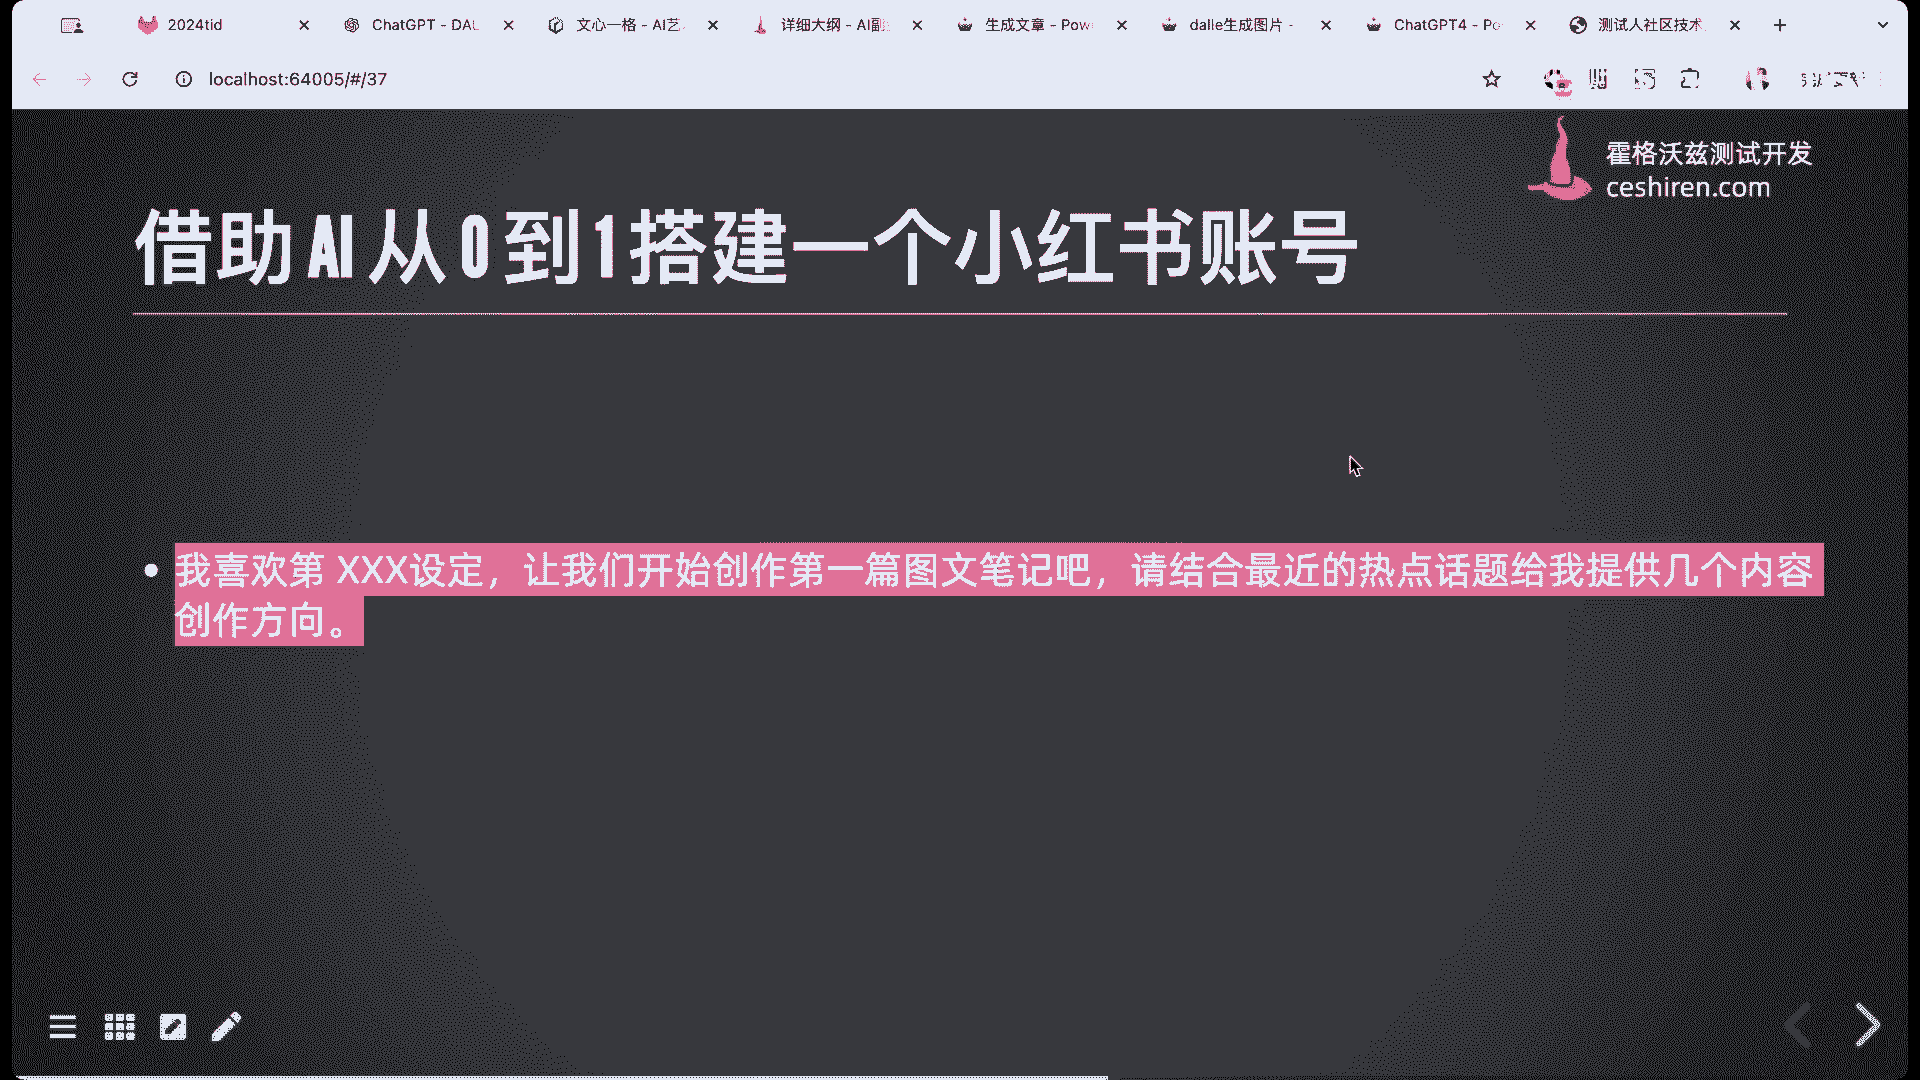 2024tid
ChatGPT - DAL
文心一格 - AI艺
详细大纲 - AI副
生成文章 - Pow
dalle生成图片 -
ChatGPT4 - Po
测试人社区技术
localhost:64005/#/37
霍格沃兹测试开发
ceshiren.com
借助 AI 从 0 到 1 搭建一个小红书账号
我喜欢第 XXX设定，让我们开始创作第一篇图文笔记吧，请结合最近的热点话题给我提供几个内容
创作方向。